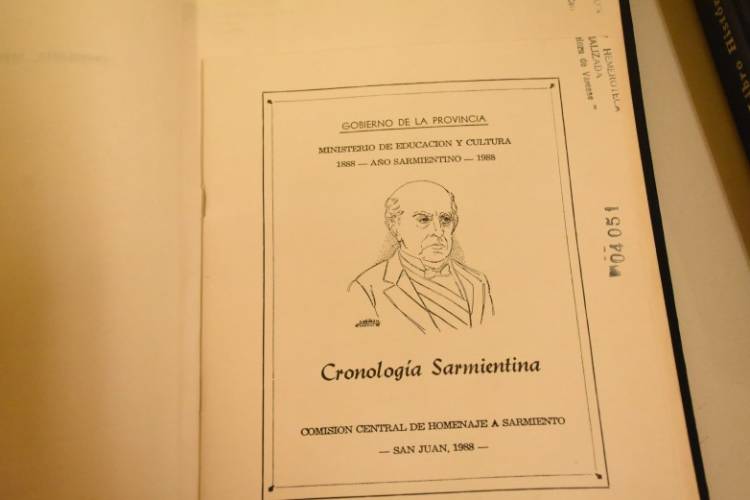 GOBIERNO DE LA PROVINCIA
MINISTERIO DE EDUCACION Y CULTURA
1888 — AÑO SARMIENTINO — 1988
Cronología Sarmientina
COMISION CENTRAL DE HOMENAJE A SARMIENTO
— SAN JUAN, 1988 —
HEMEROTECA
04051